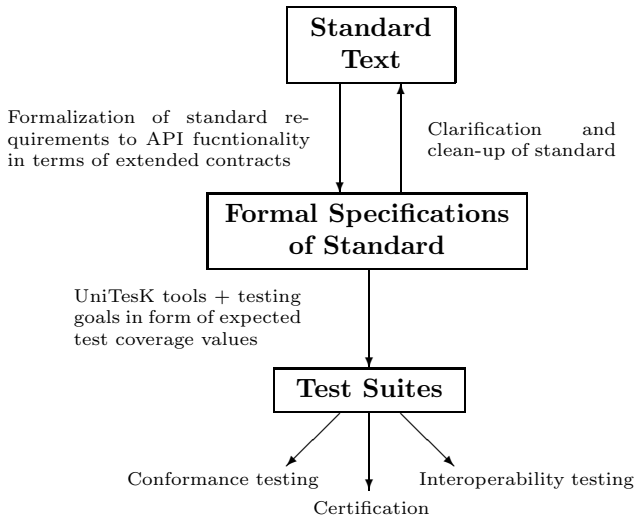 Standard
Text
Formalization of standard re-
quirements to API fucntionality
in terms of extended contracts
Clarification and
clean-up of standard
Formal Specifications
of Standard
UniTesK tools + testing
goals in form of expected
test coverage values
Test Suites
Conformance testing
Interoperability testing
Certification